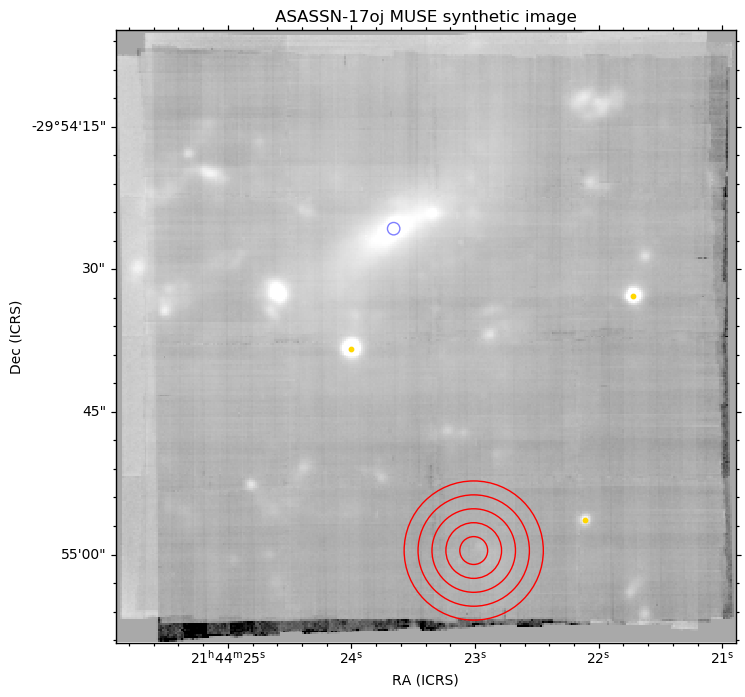 ASASSN-17oj MUSE synthetic image
-29°54'15"
30"
45"
55'00"
Dec (ICRS)
21h44m25s
24s
23s
22s
21s
RA (ICRS)